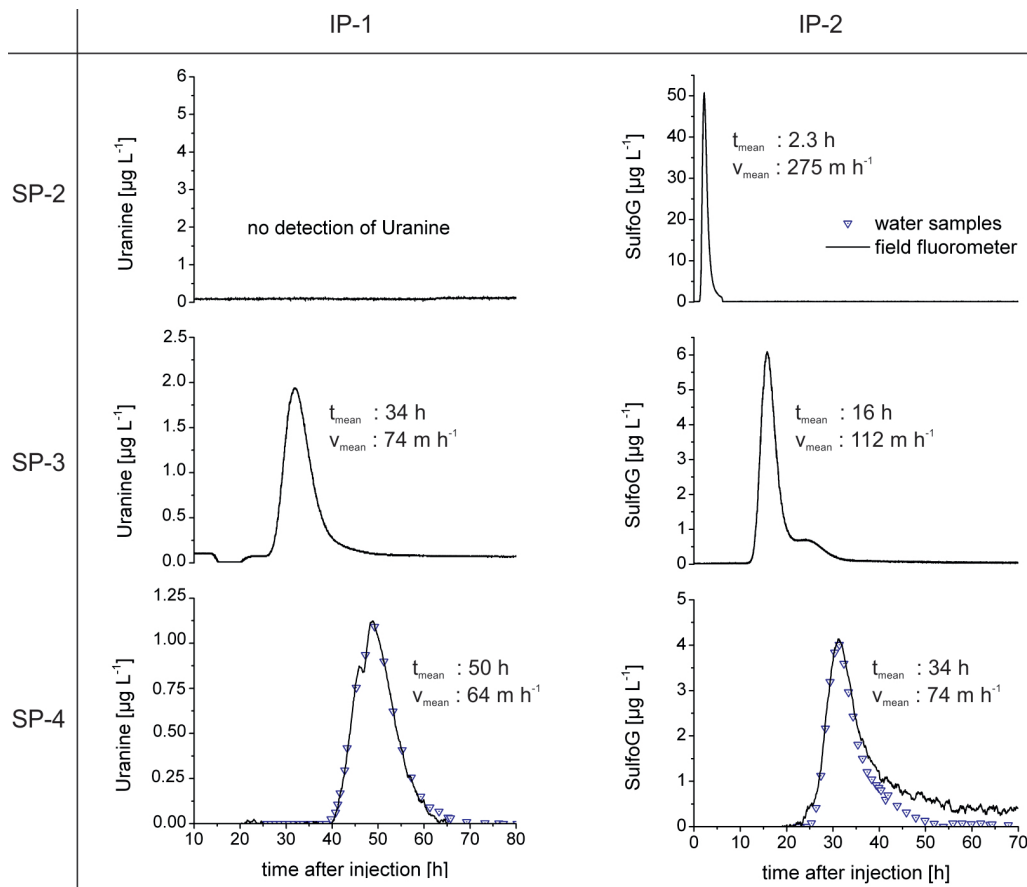 IP-1
IP-2
SP-2
Uranine [µg L⁻¹]
6
5
4
3
2
1
0
no detection of Uranine
SulfoG [µg L⁻¹]
50
40
30
20
10
0
t_mean : 2.3 h
v_mean : 275 m h⁻¹
water samples
field fluorometer
SP-3
Uranine [µg L⁻¹]
2.5
2.0
1.5
1.0
0.5
0.0
t_mean : 34 h
v_mean : 74 m h⁻¹
SulfoG [µg L⁻¹]
6
5
4
3
2
1
0
t_mean : 16 h
v_mean : 112 m h⁻¹
SP-4
Uranine [µg L⁻¹]
1.25
1.00
0.75
0.50
0.25
0.00
t_mean : 50 h
v_mean : 64 m h⁻¹
10 20 30 40 50 60 70 80
time after injection [h]
SulfoG [µg L⁻¹]
5
4
3
2
1
0
t_mean : 34 h
v_mean : 74 m h⁻¹
0 10 20 30 40 50 60 70
time after injection [h]